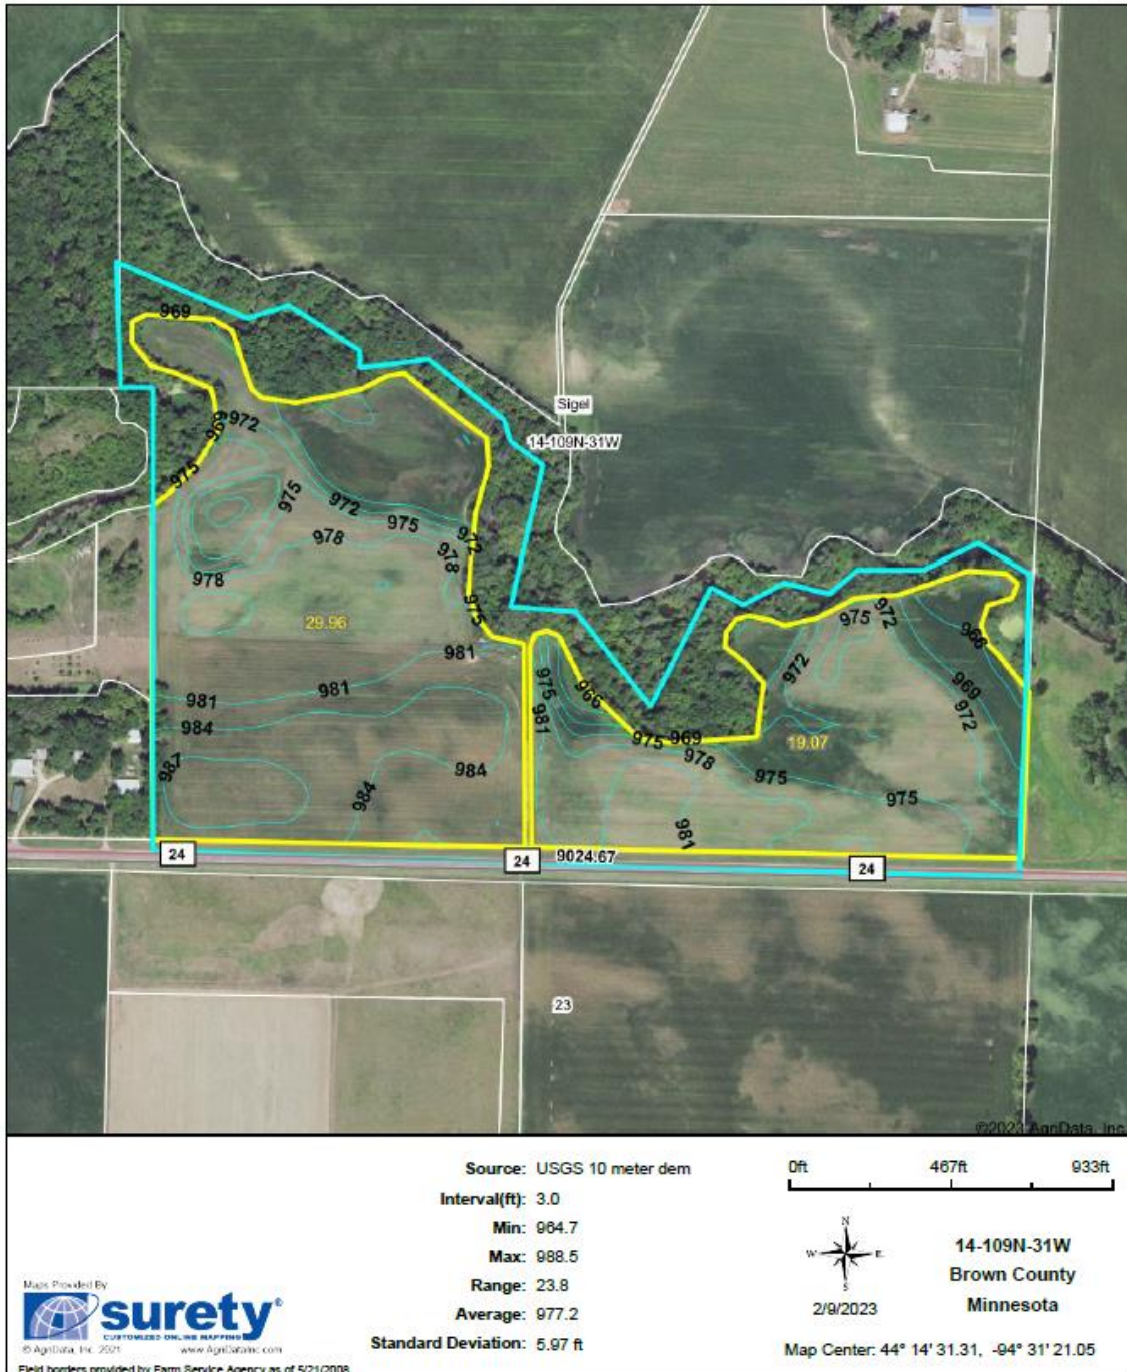 969
972
969
975
975
972
975
972
978
978
978
975
29.96
981
981
981
984
987
984
984
Sigel
14-109N-31W
975
972
966
972
969
972
975
966
981
975
969
978
19.07
975
975
981
24
24
9024.67
24
23
©2023 AgriData, Inc.
Source: USGS 10 meter dem
Interval(ft): 3.0
Min: 964.7
Max: 988.5
Range: 23.8
Average: 977.2
Standard Deviation: 5.97 ft
0ft 467ft 933ft
N
W E
S
2/9/2023
14-109N-31W
Brown County
Minnesota
Map Center: 44° 14' 31.31, -94° 31' 21.05
Maps Provided By
surety®
CUSTOMIZED ONLINE MAPPING
© AgriData, Inc. 2021 www.AgriDataInc.com
Field borders provided by Farm Service Agency as of 5/21/2008.